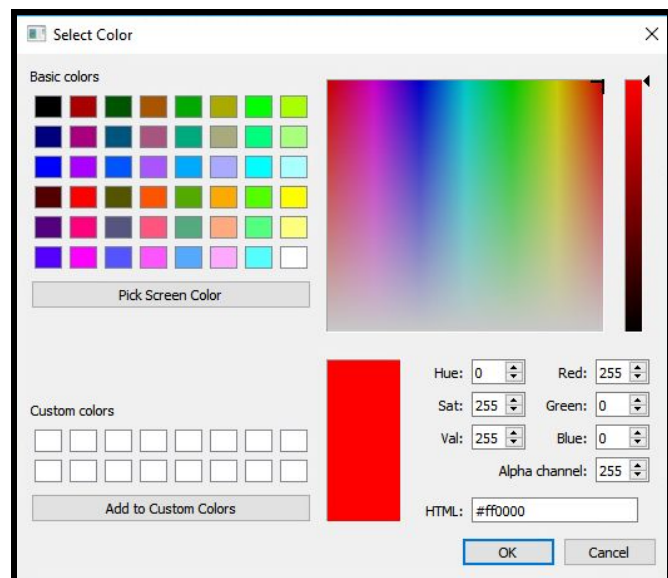 Select Color
Basic colors
Pick Screen Color
Custom colors
Add to Custom Colors
Hue: 0 Red: 255
Sat: 255 Green: 0
Val: 255 Blue: 0
Alpha channel: 255
HTML: #ff0000
OK Cancel